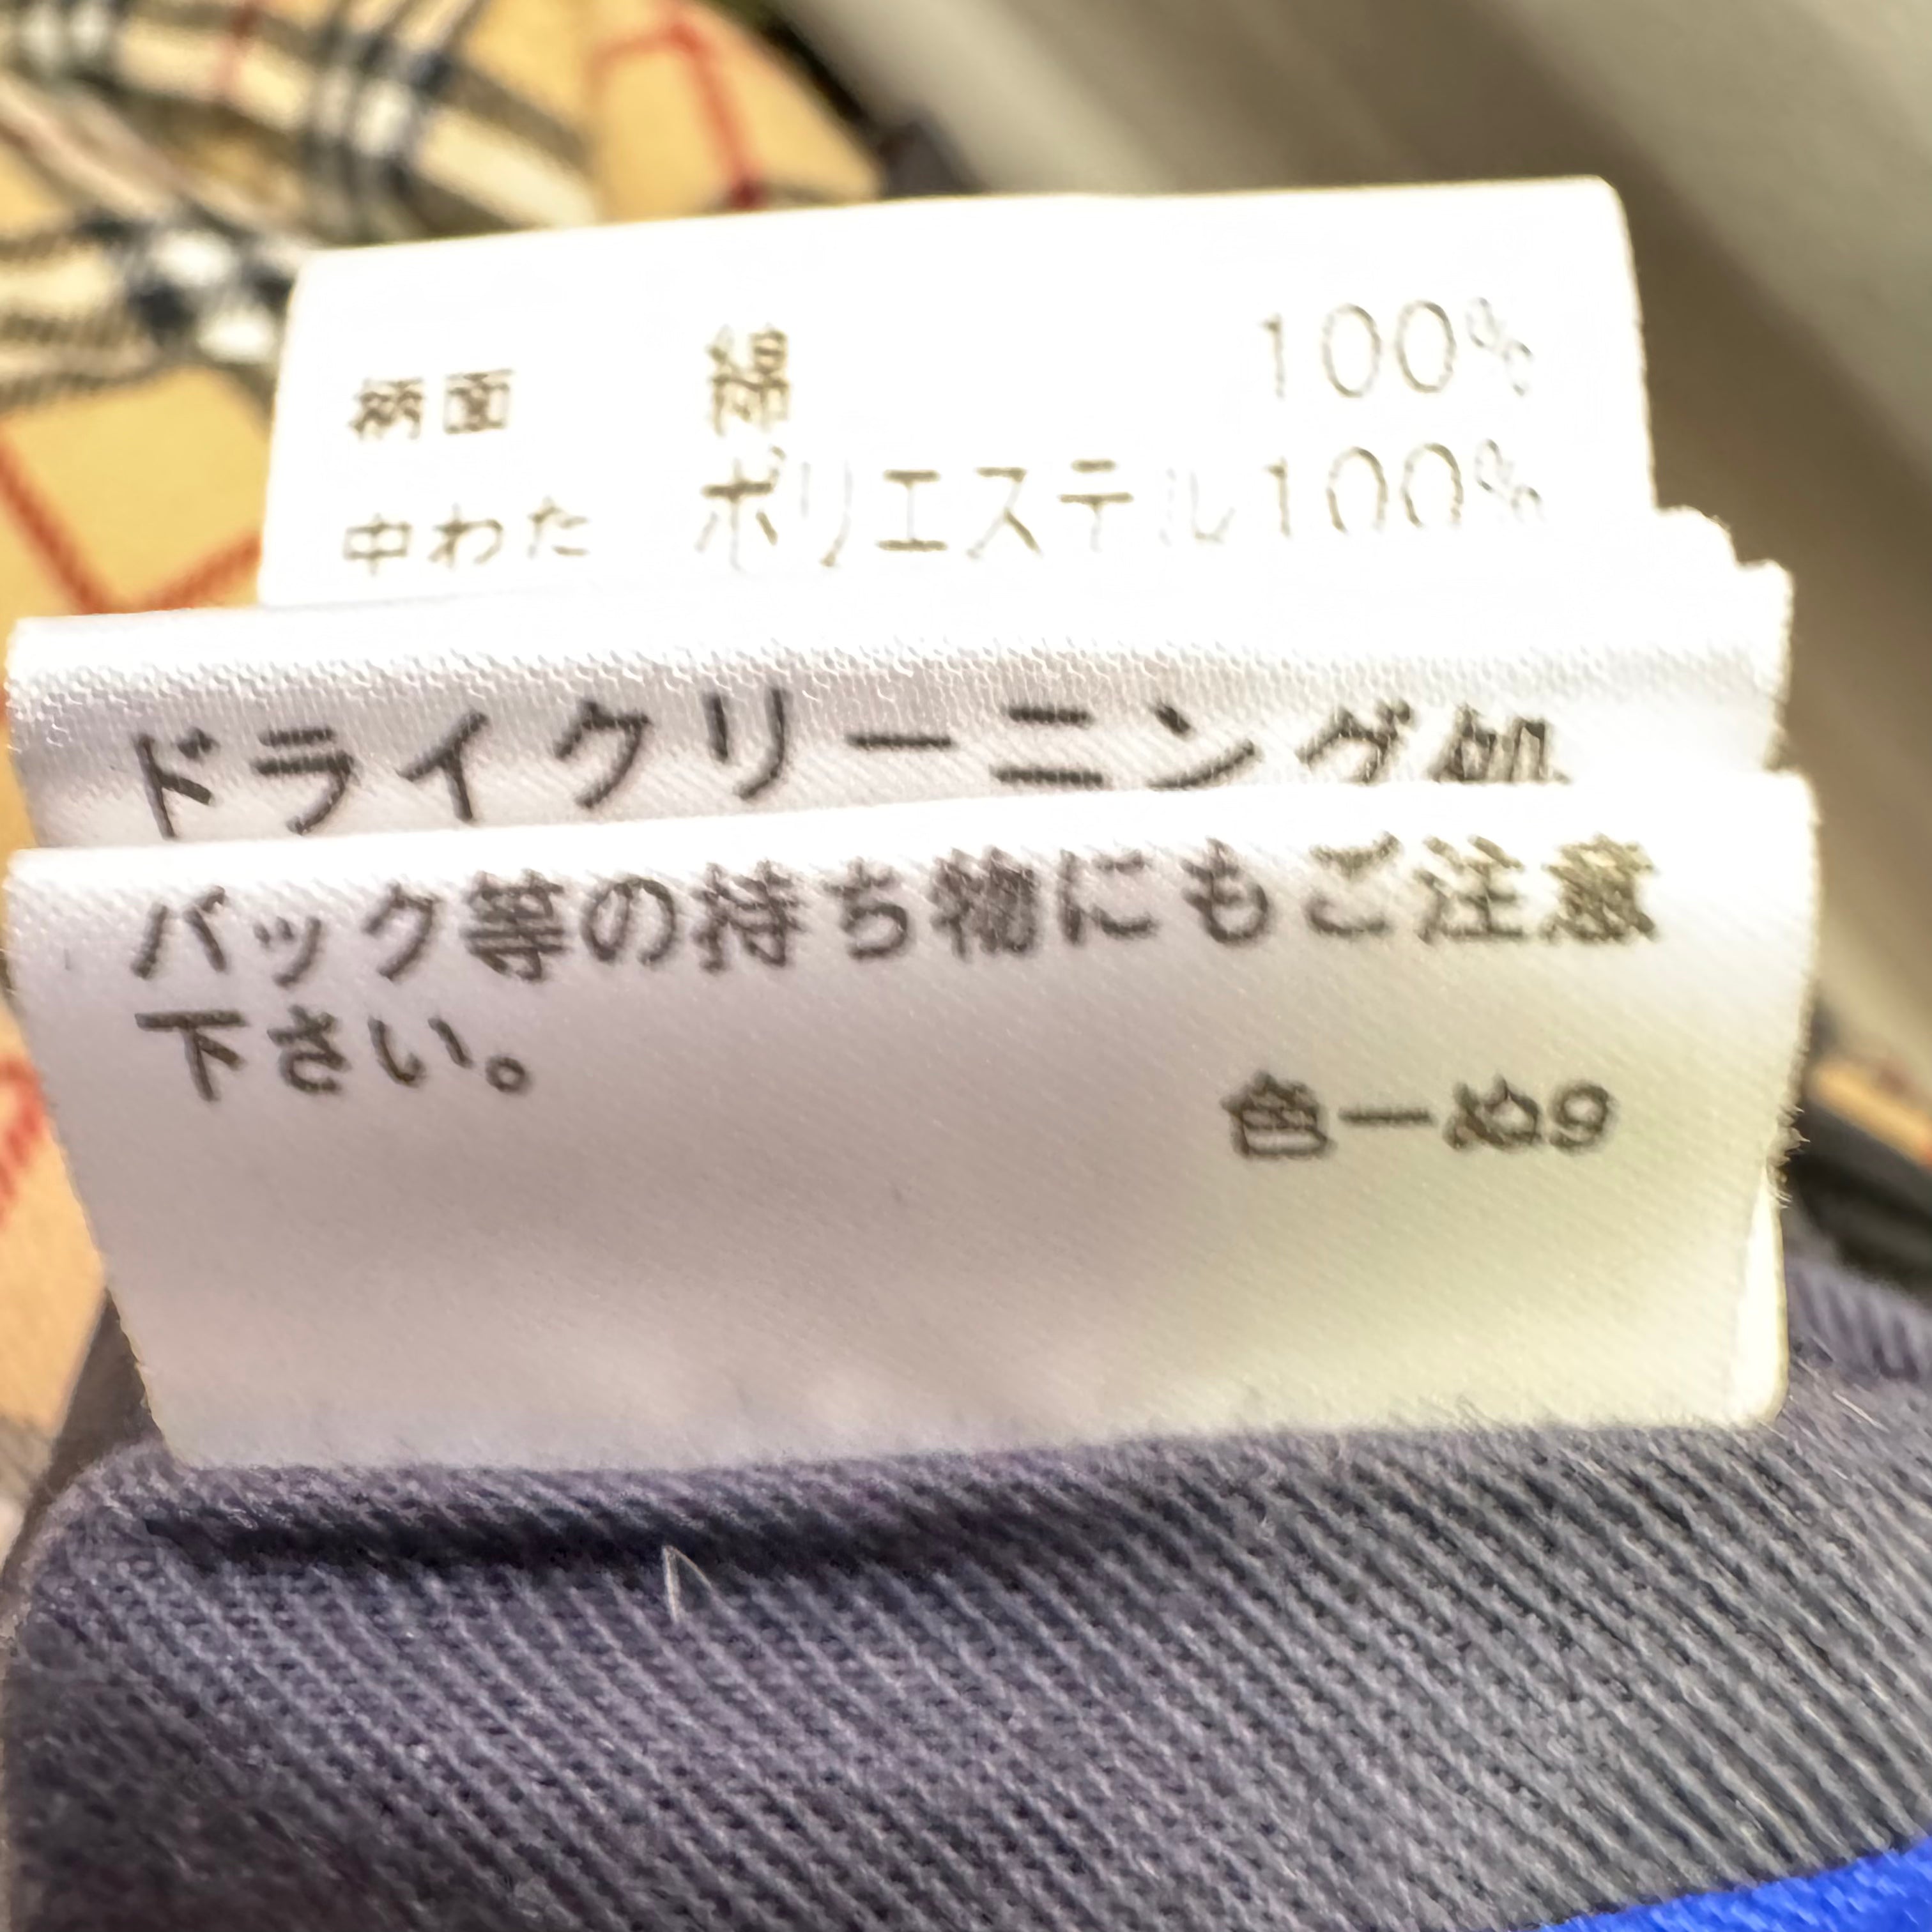 柄面 綿 100%
中わた ポリエステル100%
ドライクリーニング処
バック等の持ち物にもご注意
下さい。
色ーぬ9